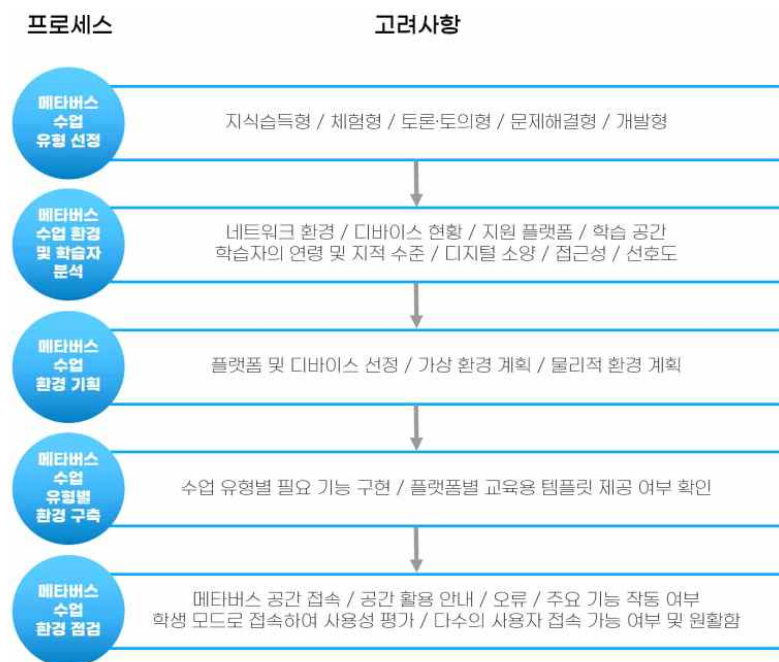 프로세스
고려사항
메타버스
수업
유형 선정
지식습득형 / 체험형 / 토론·토의형 / 문제해결형 / 개발형
메타버스
수업 환경
및 학습자
분석
네트워크 환경 / 디바이스 현황 / 지원 플랫폼 / 학습 공간
학습자의 연령 및 지적 수준 / 디지털 소양 / 접근성 / 선호도
메타버스
수업
환경 기획
플랫폼 및 디바이스 선정 / 가상 환경 계획 / 물리적 환경 계획
메타버스
수업
유형별
환경 구축
수업 유형별 필요 기능 구현 / 플랫폼별 교육용 템플릿 제공 여부 확인
메타버스
수업
환경 점검
메타버스 공간 접속 / 공간 활용 안내 / 오류 / 주요 기능 작동 여부
학생 모드로 접속하여 사용성 평가 / 다수의 사용자 접속 가능 여부 및 원활함